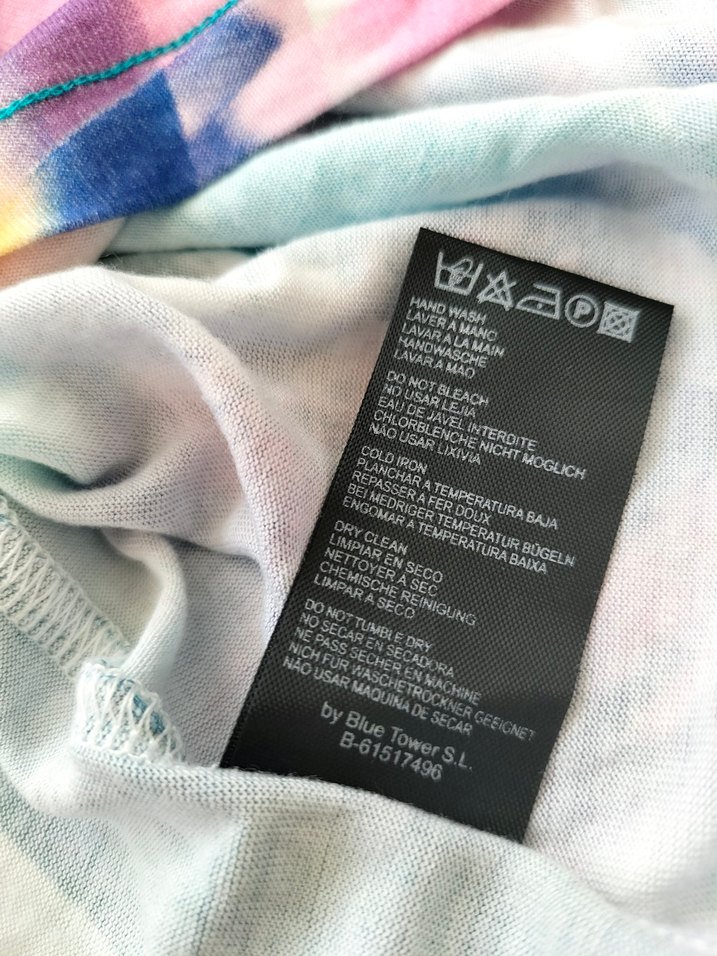 P
HAND WASH
LAVER A MANO
LAVAR A LA MAIN
HANDWASCHE
LAVAR A MAO
DO NOT BLEACH
NO USAR LEJIA
EAU DE JAVEL INTERDITE
CHLORBLENCHE NICHT MOGLICH
NÃO USAR LIXIVIA
COLD IRON
PLANCHAR A TEMPERATURA BAJA
REPASSER A FER DOUX
BEI MEDRIGER TEMPERATUR BÜGELN
ENGOMAR A TEMPERATURA BAIXA
DRY CLEAN
LIMPIAR EN SECO
NETTOYER A SEC
CHEMISCHE REINIGUNG
LIMPAR A SECO
DO NOT TUMBLE DRY
NO SECAR EN SECADORA
NE PASS SECHER EN MACHINE
NICH FÜR WASCHETROCKNER GEEIGNET
NÃO USAR MAQUINA DE SECAR
by Blue Tower S.L.
B-61517496